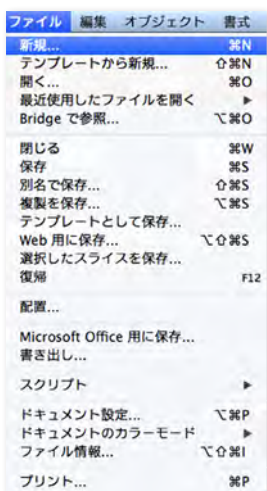 ファイル 編集 オブジェクト 書式
新規... ⌘N
テンプレートから新規... ⇧⌘N
開く... ⌘O
最近使用したファイルを開く ▶
Bridge で参照... ⌥⌘O
閉じる ⌘W
保存 ⌘S
別名で保存... ⇧⌘S
複製を保存... ⌥⌘S
テンプレートとして保存...
Web 用に保存... ⌥⇧⌘S
選択したスライスを保存...
復帰 F12
配置...
Microsoft Office 用に保存...
書き出し...
スクリプト ▶
ドキュメント設定... ⌥⌘P
ドキュメントのカラーモード ▶
ファイル情報... ⌥⇧⌘I
プリント... ⌘P